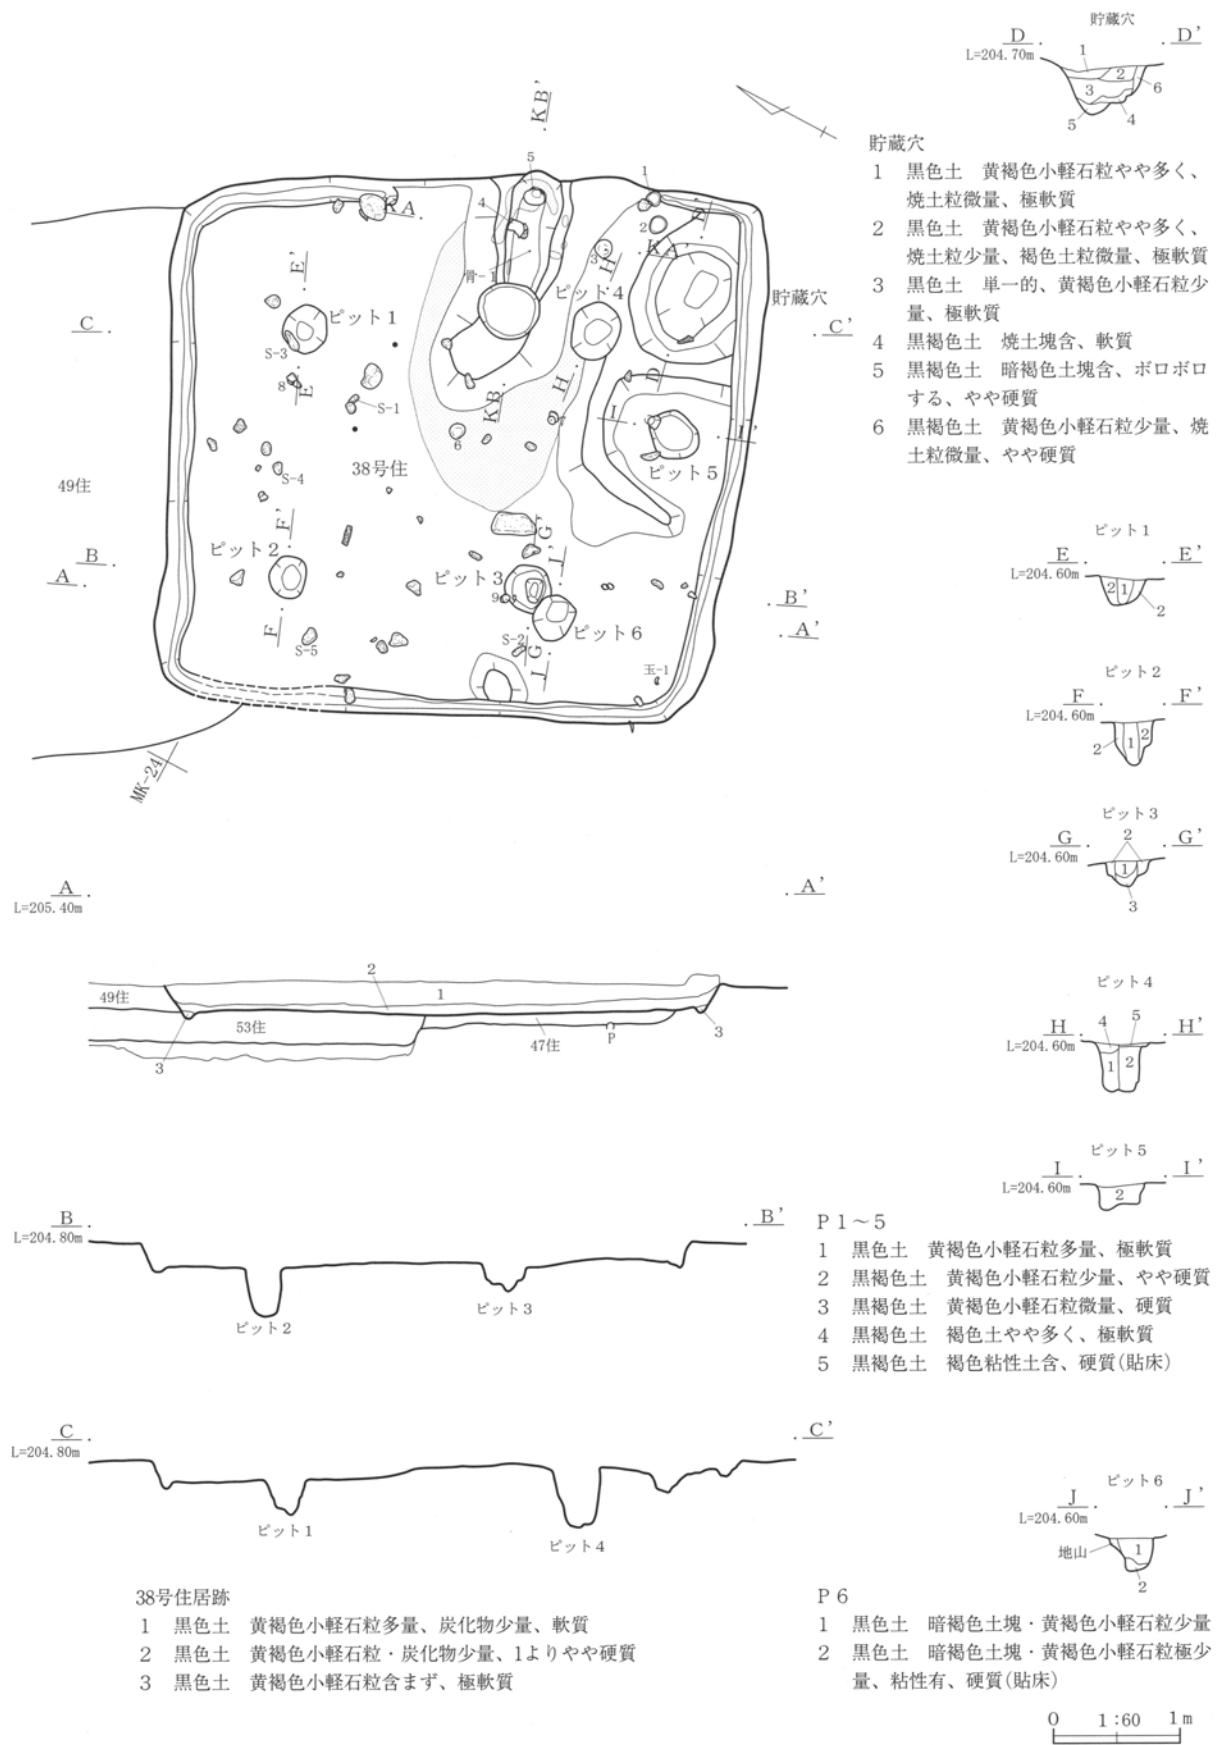 貯蔵穴
D
D’
L=204.70m
1
2
3
6
5
4
貯蔵穴
1 黒色土 黄褐色小軽石粒やや多く、
焼土粒微量、極軟質
2 黒色土 黄褐色小軽石粒やや多く、
焼土粒少量、褐色土粒微量、極軟質
3 黒色土 単一的、黄褐色小軽石粒少
量、極軟質
4 黒褐色土 焼土塊含、軟質
5 黒褐色土 暗褐色土塊含、ボロボロ
する、やや硬質
6 黒褐色土 黄褐色小軽石粒少量、焼
土粒微量、やや硬質
KB’
5
1
KA
4
2
D’
3
KA’
H’
骨-1
E’
ピット1
ピット4
貯蔵穴
C
C’
S-3
8
E
S-1
KB
H
D
I
I’
6
38号住
S-4
ピット5
49住
F’
G’
ピット2
J’
B
A
ピット3
9
B’
A’
F
S-5
S-2
ピット6
G
J
玉-1
MK-24
ピット1
E
E’
L=204.60m
2
1
2
ピット2
F
F’
L=204.60m
2
1
2
ピット3
G
2
G’
L=204.60m
1
3
ピット4
H
4
5
H’
L=204.60m
1
2
ピット5
I
I’
L=204.60m
2
A
A’
L=205.40m
2
1
49住
53住
47住
P
3
3
B
B’
L=204.80m
ピット2
ピット3
P 1～5
1 黒色土 黄褐色小軽石粒多量、極軟質
2 黒褐色土 黄褐色小軽石粒少量、やや硬質
3 黒褐色土 黄褐色小軽石粒微量、硬質
4 黒褐色土 褐色土やや多く、極軟質
5 黒褐色土 褐色粘性土含、硬質(貼床)
C
C’
L=204.80m
ピット1
ピット4
ピット6
J
J’
L=204.60m
地山
1
2
38号住居跡
1 黒色土 黄褐色小軽石粒多量、炭化物少量、軟質
2 黒色土 黄褐色小軽石粒・炭化物少量、1よりやや硬質
3 黒色土 黄褐色小軽石粒含まず、極軟質
P 6
1 黒色土 暗褐色土塊・黄褐色小軽石粒少量
2 黒色土 暗褐色土塊・黄褐色小軽石粒極少
量、粘性有、硬質(貼床)
0 1:60 1m